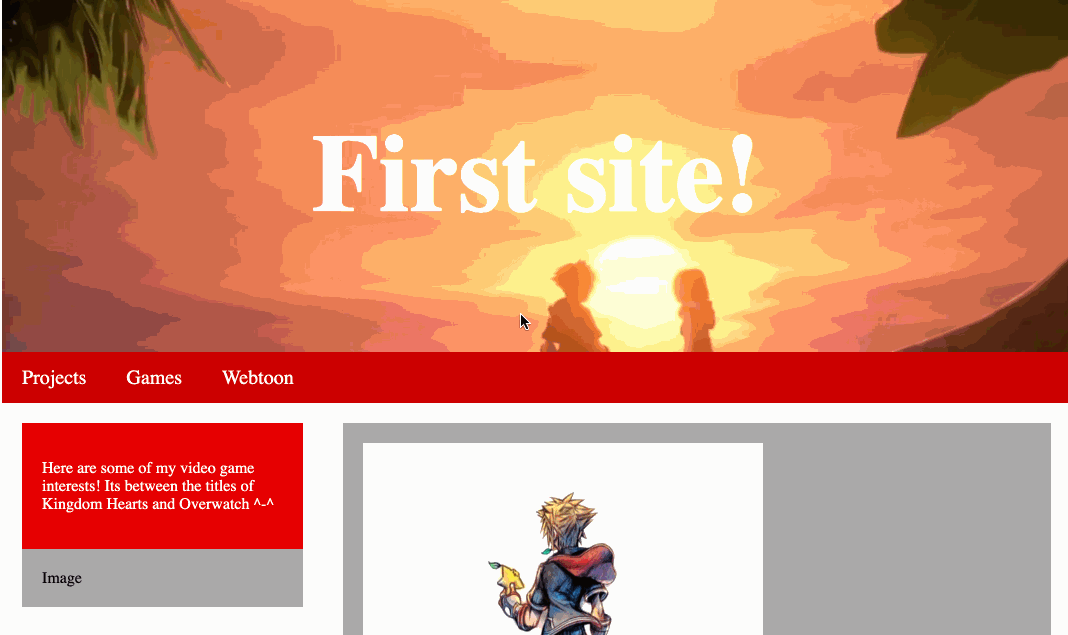 First site!
Projects Games Webtoon
Here are some of my video game
interests! Its between the titles of
Kingdom Hearts and Overwatch ^-^
Image